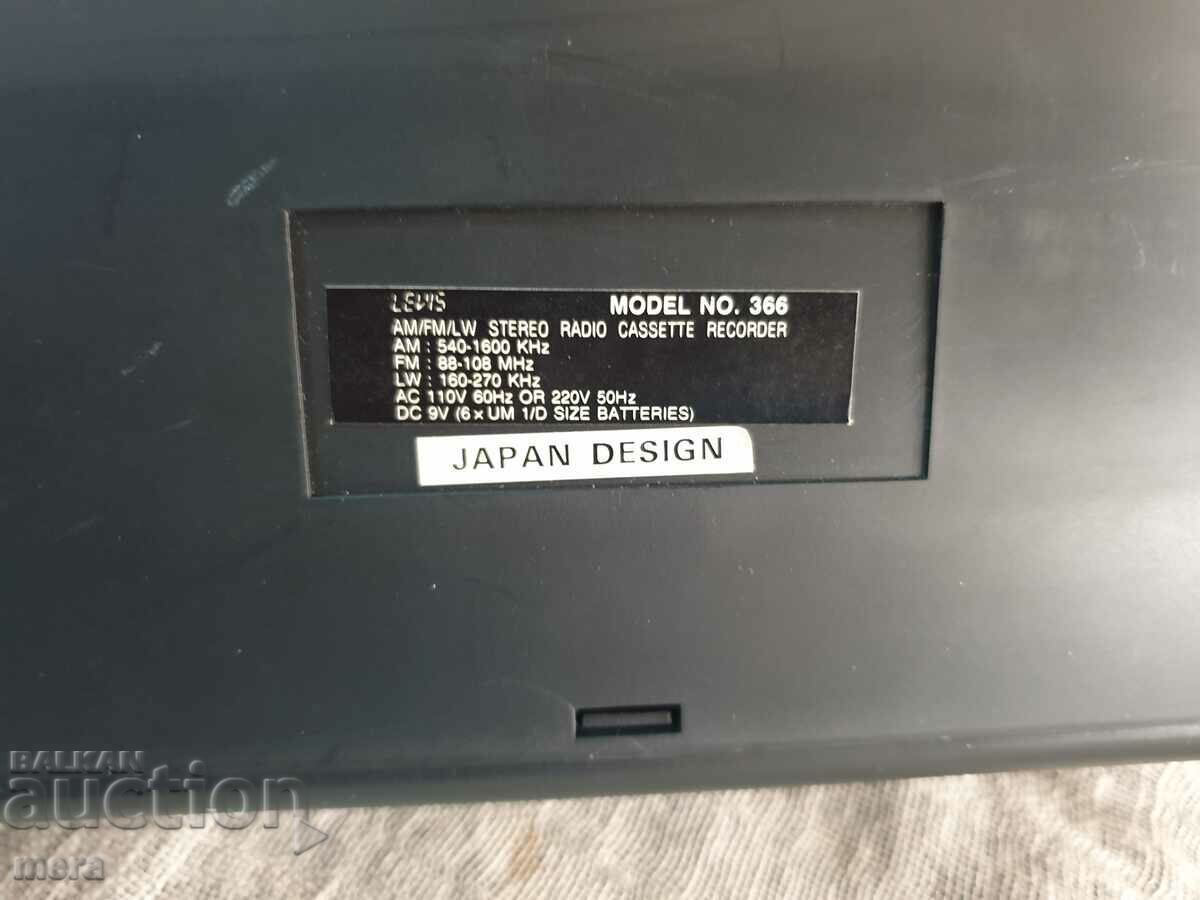 LEWIS MODEL NO. 366
AM/FM/LW STEREO RADIO CASSETTE RECORDER
AM : 540-1600 KHz
FM : 88-108 MHz
LW : 160-270 KHz
AC 110V 60Hz OR 220V 50Hz
DC 9V (6 x UM 1/D SIZE BATTERIES)
JAPAN DESIGN
BALKAN
auction
mera